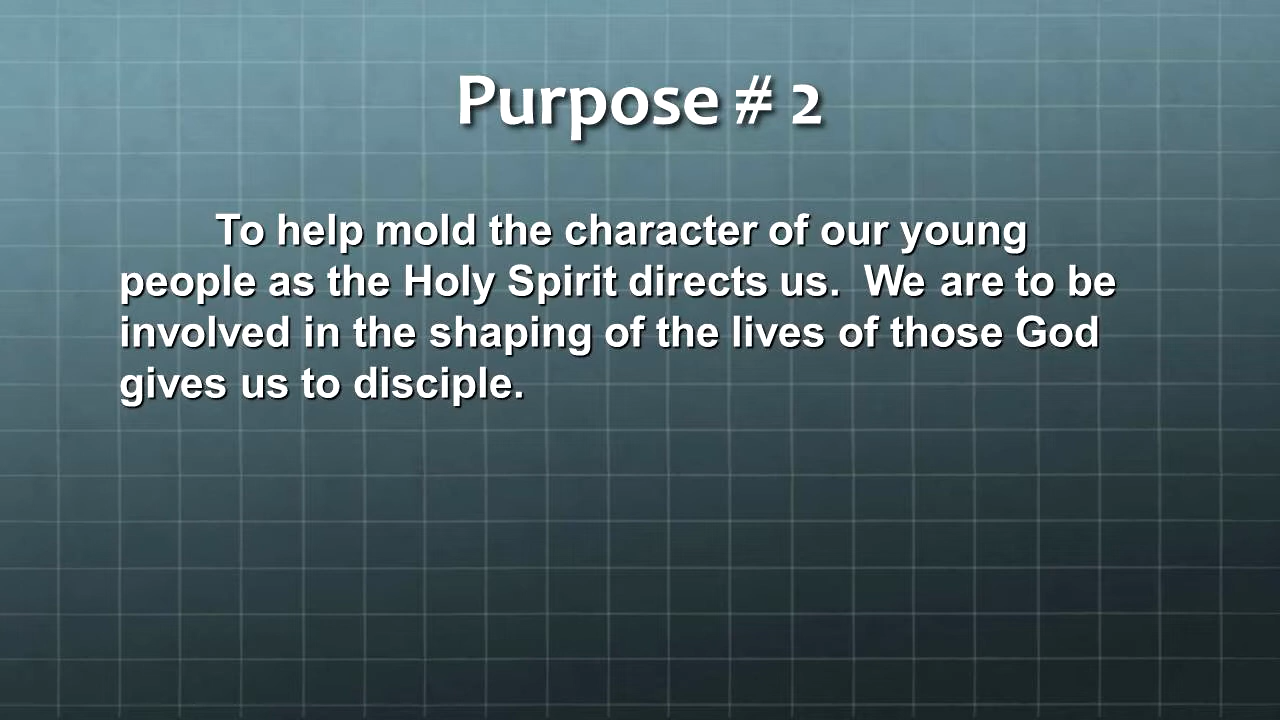 Purpose # 2
To help mold the character of our young
people as the Holy Spirit directs us.  We are to be
involved in the shaping of the lives of those God
gives us to disciple.